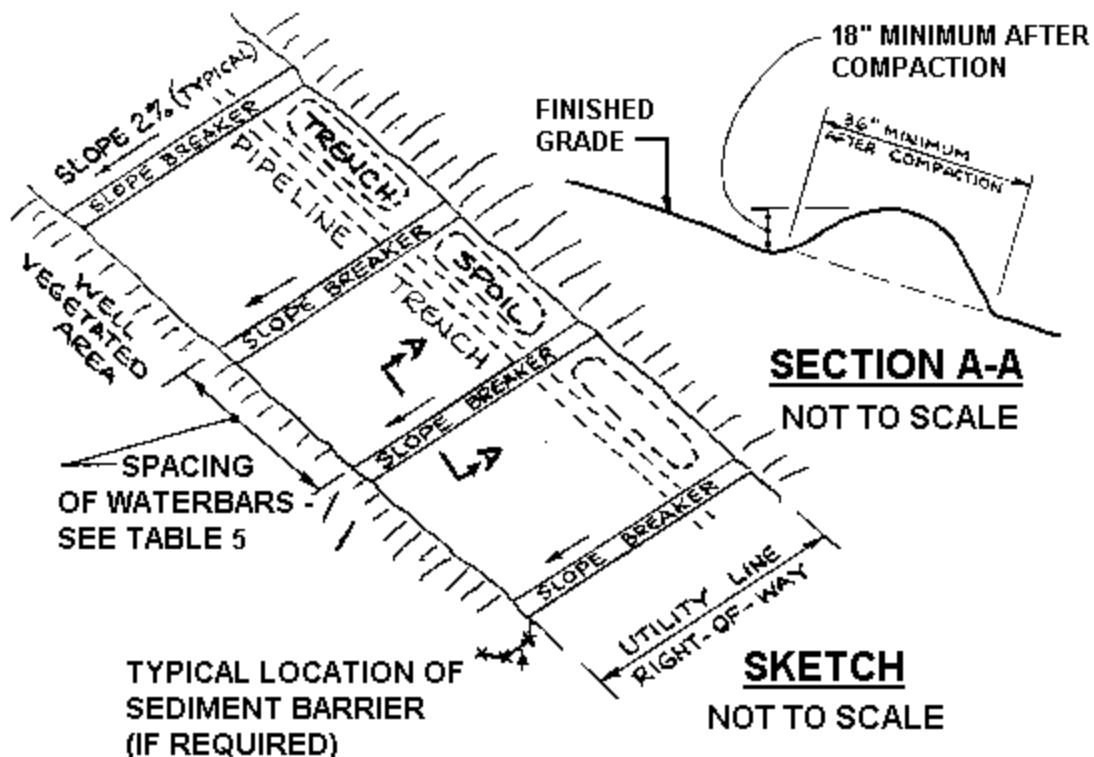 18" MINIMUM AFTER
COMPACTION
FINISHED
GRADE
36" MINIMUM
AFTER COMPACTION
SECTION A-A
NOT TO SCALE
SLOPE 2% (TYPICAL)
SLOPE BREAKER
TRENCH
PIPELINE
SLOPE BREAKER
SPOIL
TRENCH
WELL
VEGETATED
AREA
A
SLOPE BREAKER
A
SPACING
OF WATERBARS -
SEE TABLE 5
SLOPE BREAKER
UTILITY LINE
RIGHT-OF-WAY
TYPICAL LOCATION OF
SEDIMENT BARRIER
(IF REQUIRED)
SKETCH
NOT TO SCALE